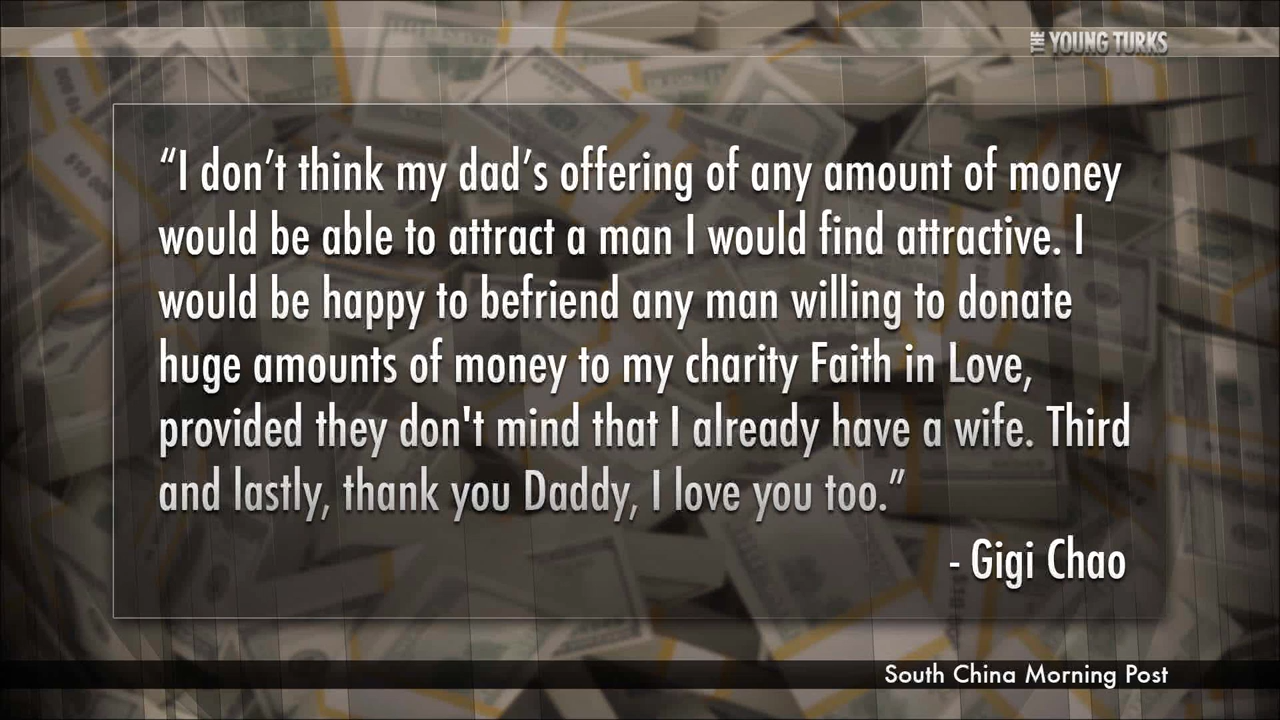 THE YOUNG TURKS
“I don’t think my dad’s offering of any amount of money
would be able to attract a man I would find attractive. I
would be happy to befriend any man willing to donate
huge amounts of money to my charity Faith in Love,
provided they don't mind that I already have a wife. Third
and lastly, thank you Daddy, I love you too.”
- Gigi Chao
South China Morning Post